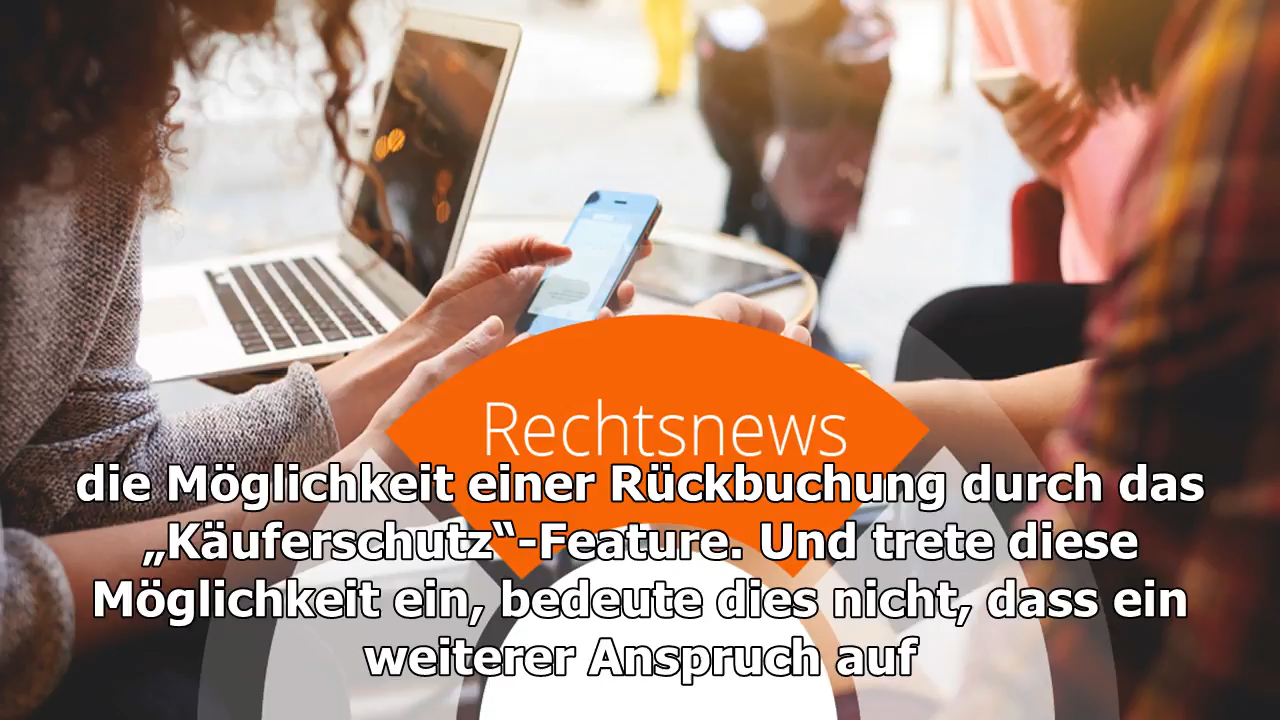 Rechtsnews
die Möglichkeit einer Rückbuchung durch das
„Käuferschutz“-Feature. Und trete diese
Möglichkeit ein, bedeute dies nicht, dass ein
weiterer Anspruch auf